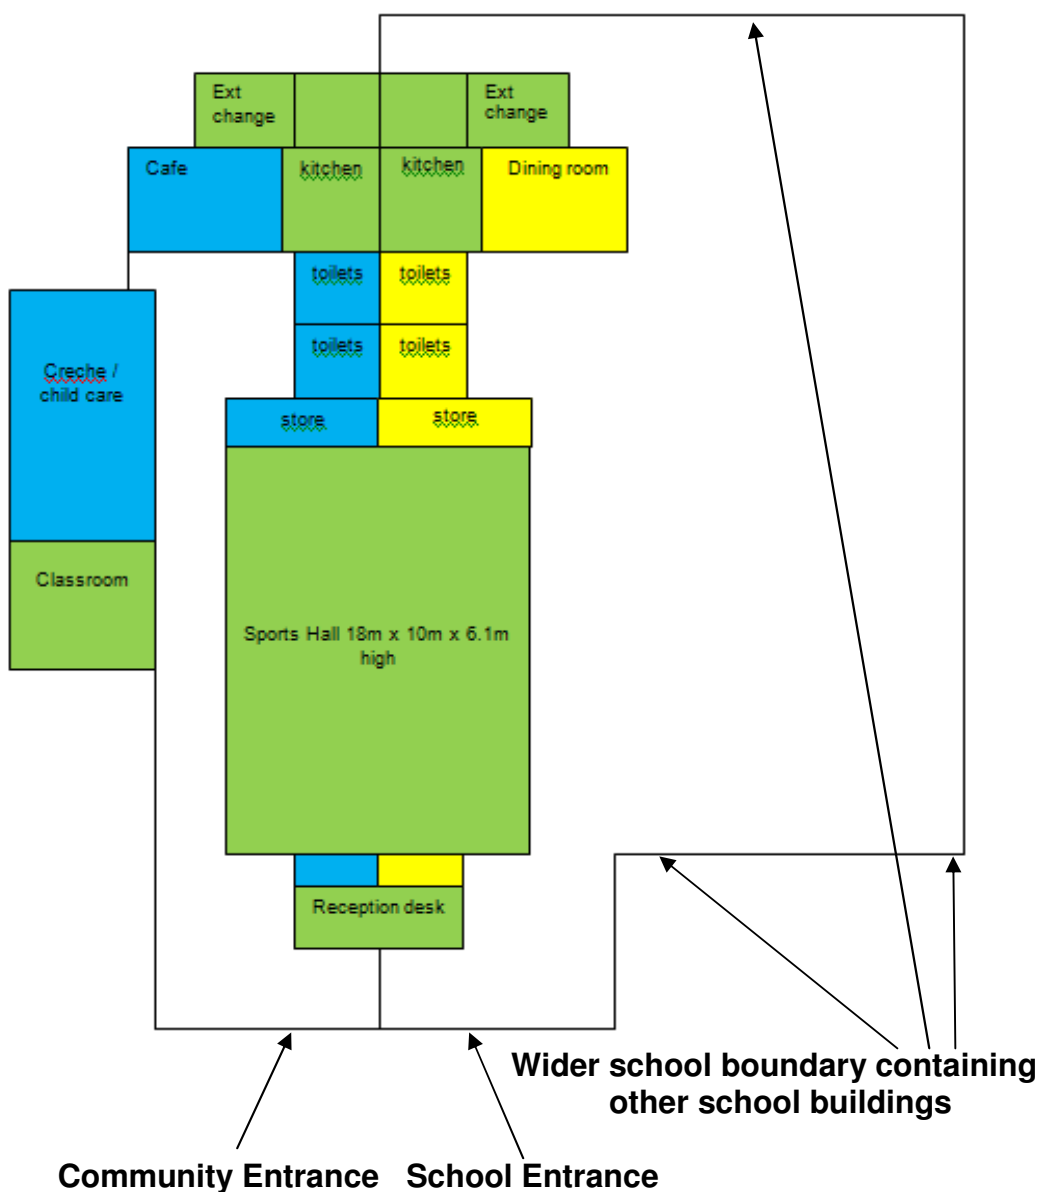 Ext
change
Ext
change
Cafe
kitchen
kitchen
Dining room
toilets
toilets
toilets
toilets
Creche /
child care
store
store
Classroom
Sports Hall 18m x 10m x 6.1m
high
Reception desk
Wider school boundary containing
other school buildings
Community Entrance
School Entrance